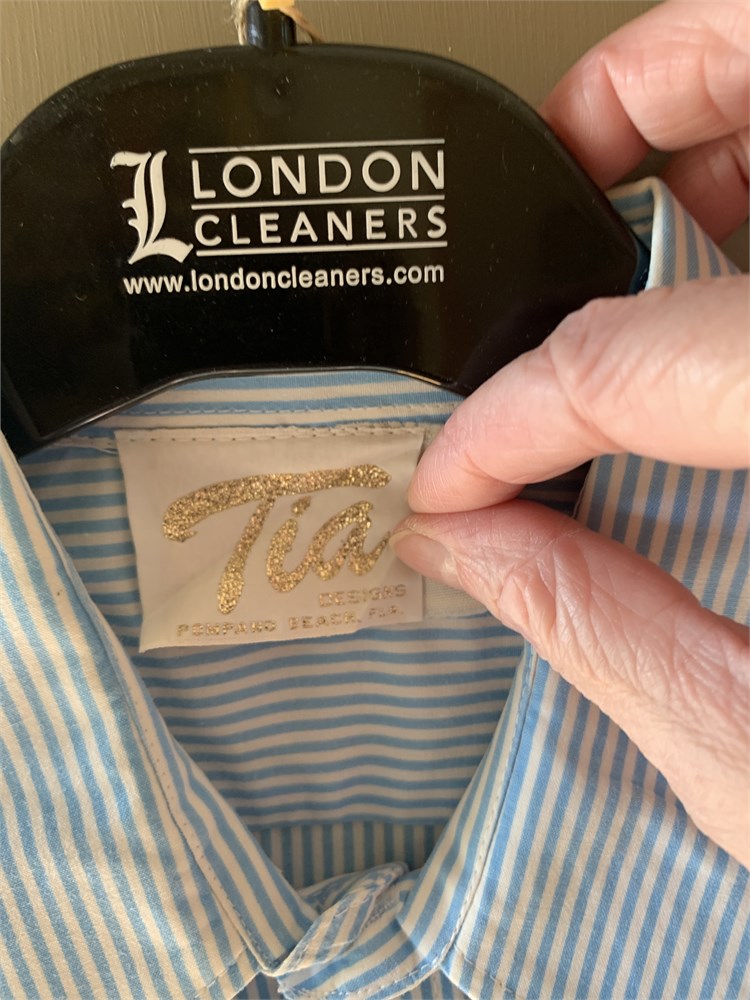 L LONDON
CLEANERS
www.londoncleaners.com
Tia
DESIGNS
POMPANO BEACH, FLA.